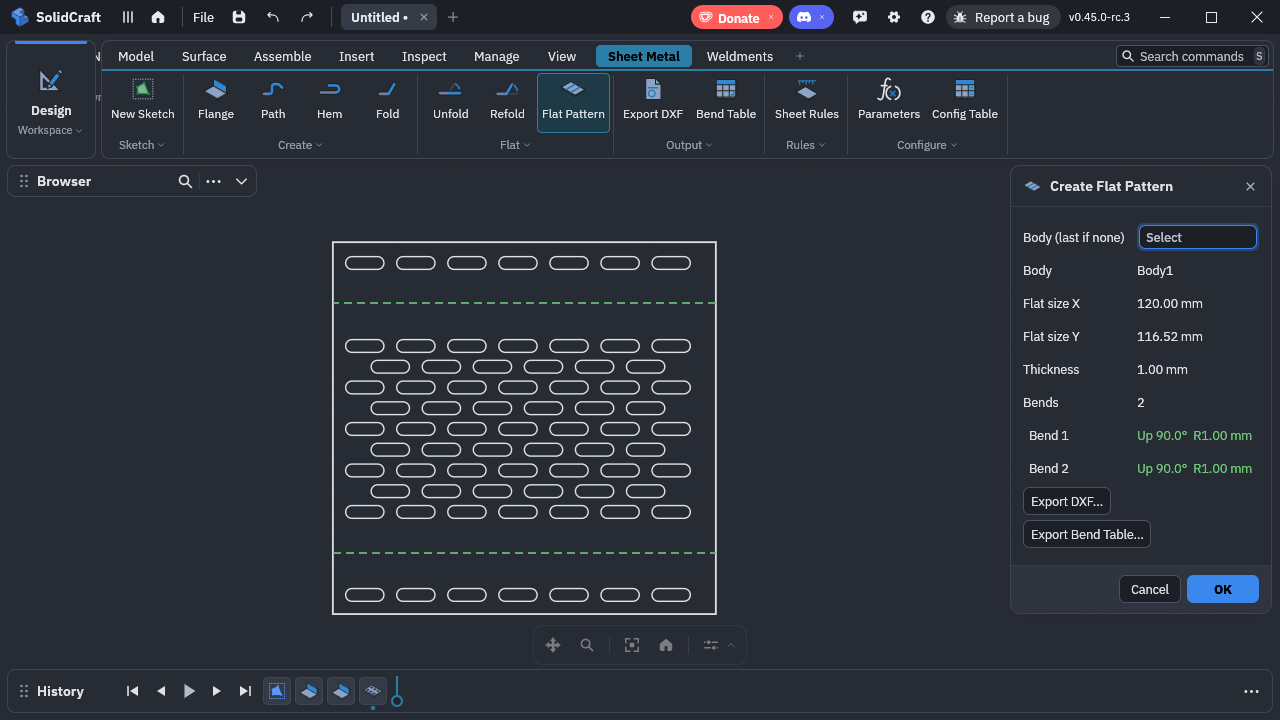 SolidCraft
File
Untitled •
Donate
Report a bug
v0.45.0-rc.3
Design
Workspace
Model
Surface
Assemble
Insert
Inspect
Manage
View
Sheet Metal
Weldments
Search commands
S
New Sketch
Flange
Path
Hem
Fold
Unfold
Refold
Flat Pattern
Export DXF
Bend Table
Sheet Rules
Parameters
Config Table
Sketch
Create
Flat
Output
Rules
Configure
Browser
Create Flat Pattern
Body (last if none)
Select
Body
Body1
Flat size X
120.00 mm
Flat size Y
116.52 mm
Thickness
1.00 mm
Bends
2
Bend 1
Up 90.0° R1.00 mm
Bend 2
Up 90.0° R1.00 mm
Export DXF...
Export Bend Table...
Cancel
OK
History